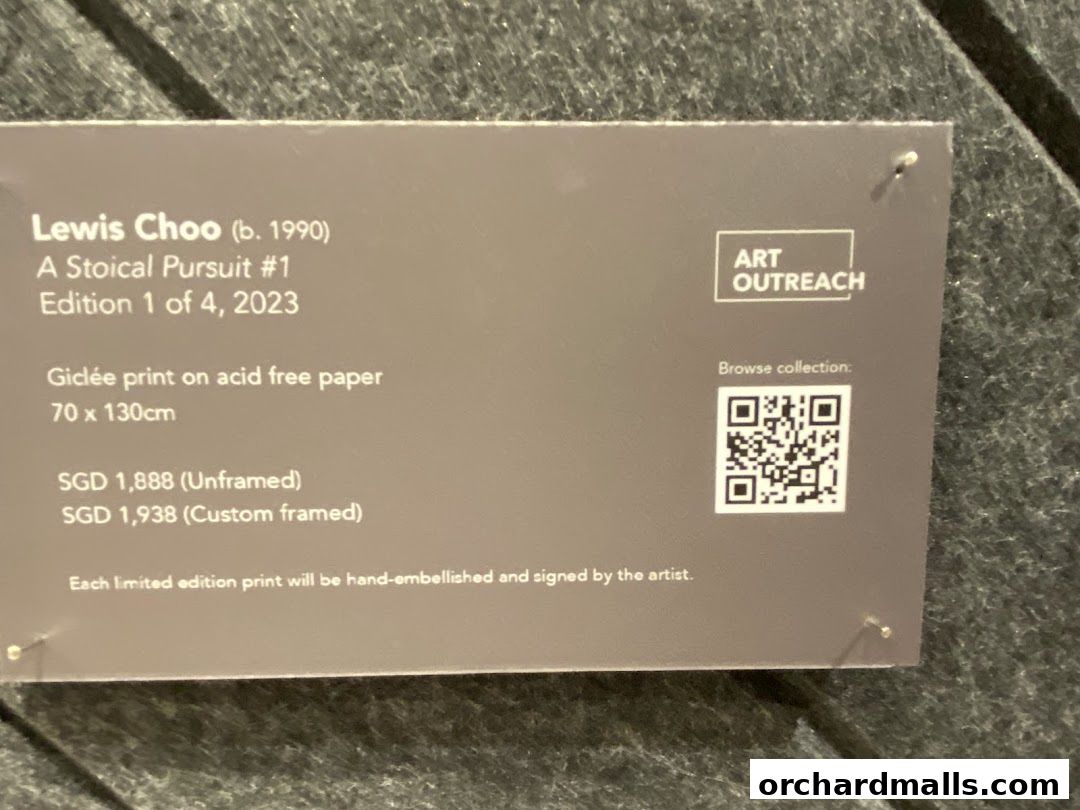 Lewis Choo (b. 1990)
A Stoical Pursuit #1
Edition 1 of 4, 2023
Giclée print on acid free paper
70 x 130cm
SGD 1,888 (Unframed)
SGD 1,938 (Custom framed)
Each limited edition print will be hand-embellished and signed by the artist.
ART
OUTREACH
Browse collection:
orchardmalls.com